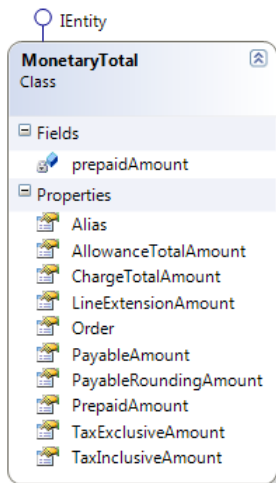 IEntity
MonetaryTotal
Class
Fields
prepaidAmount
Properties
Alias
AllowanceTotalAmount
ChargeTotalAmount
LineExtensionAmount
Order
PayableAmount
PayableRoundingAmount
PrepaidAmount
TaxExclusiveAmount
TaxInclusiveAmount